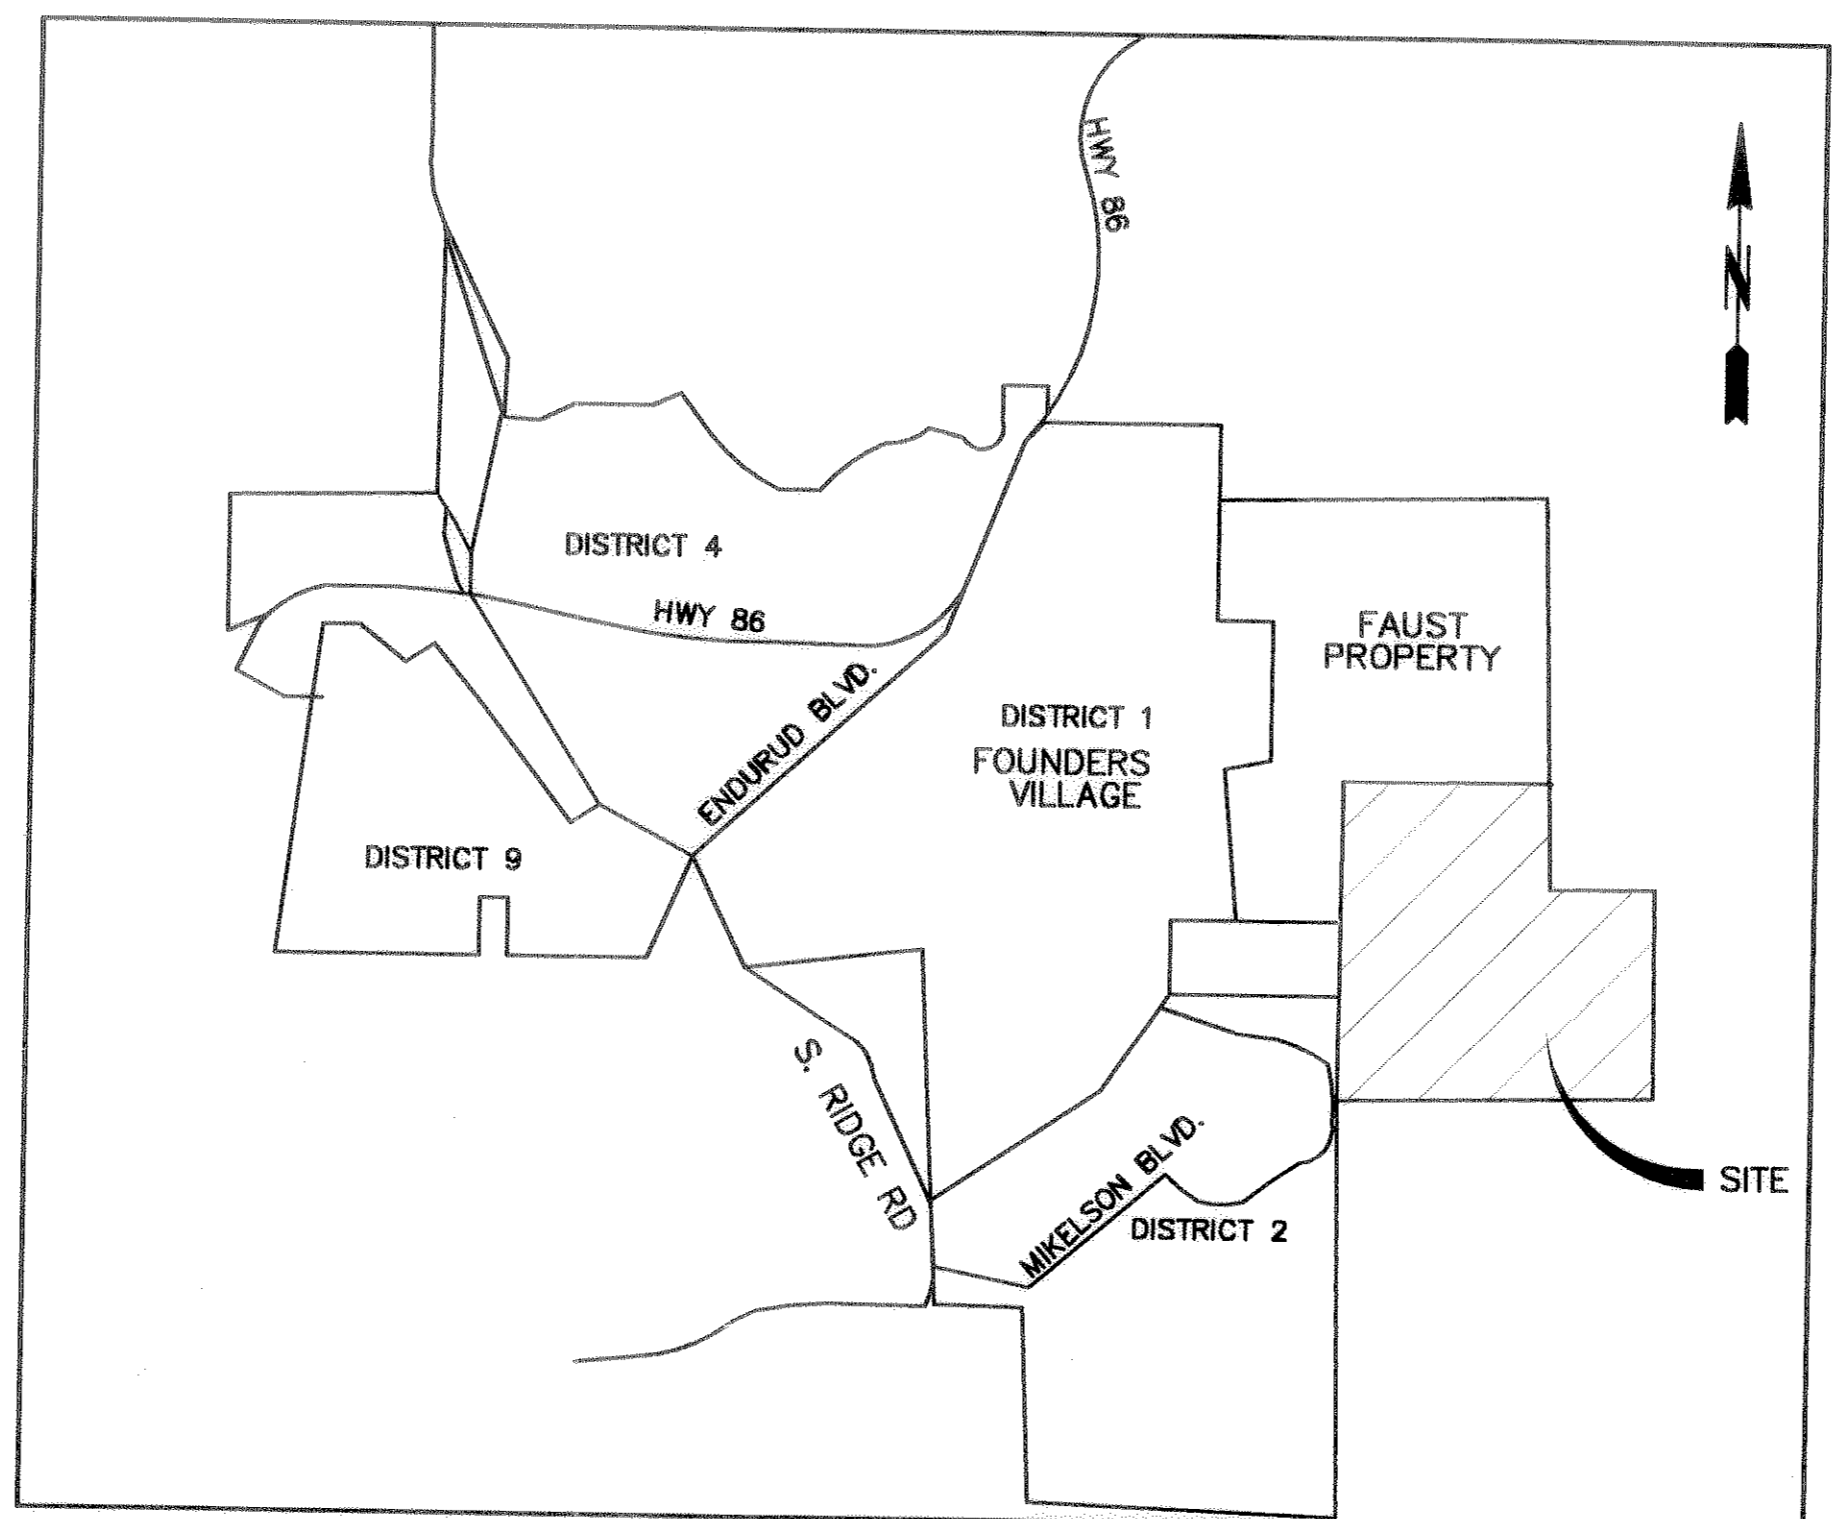 HWY 86
N
DISTRICT 4
HWY 86
FAUST
PROPERTY
ENDURUD BLVD.
DISTRICT 1
FOUNDERS
VILLAGE
DISTRICT 9
S. RIDGE RD
MIKELSON BLVD.
SITE
DISTRICT 2